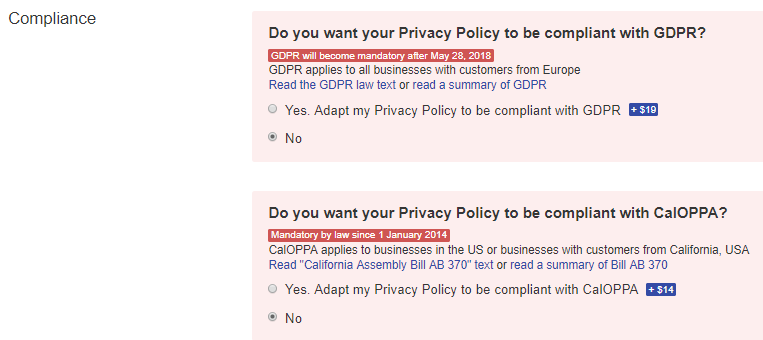 Compliance
Do you want your Privacy Policy to be compliant with GDPR?
GDPR will become mandatory after May 28, 2018
GDPR applies to all businesses with customers from Europe
Read the GDPR law text or read a summary of GDPR
Yes. Adapt my Privacy Policy to be compliant with GDPR + $19
No
Do you want your Privacy Policy to be compliant with CalOPPA?
Mandatory by law since 1 January 2014
CalOPPA applies to businesses in the US or businesses with customers from California, USA
Read "California Assembly Bill AB 370" text or read a summary of Bill AB 370
Yes. Adapt my Privacy Policy to be compliant with CalOPPA + $14
No